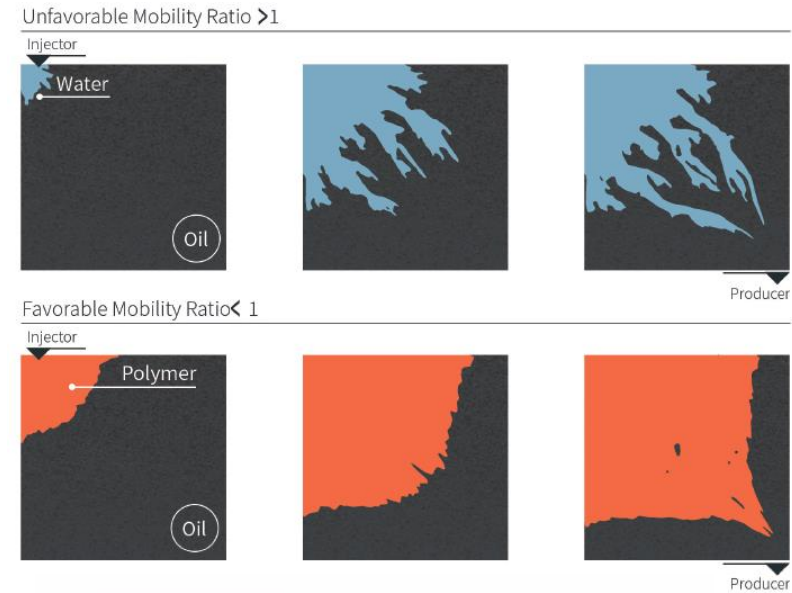 Unfavorable Mobility Ratio >1
Injector
Water
Oil
Producer
Favorable Mobility Ratio< 1
Injector
Polymer
Oil
Producer